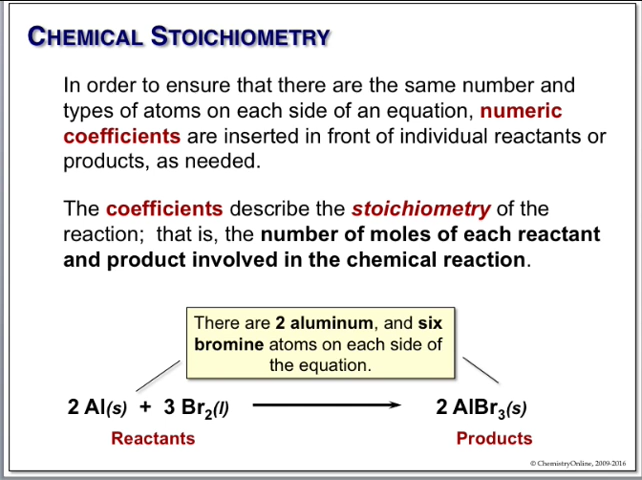 CHEMICAL STOICHIOMETRY
In order to ensure that there are the same number and
types of atoms on each side of an equation, numeric
coefficients are inserted in front of individual reactants or
products, as needed.
The coefficients describe the stoichiometry of the
reaction; that is, the number of moles of each reactant
and product involved in the chemical reaction.
There are 2 aluminum, and six
bromine atoms on each side of
the equation.
2 Al(s) + 3 Br₂(l) ⟶ 2 AlBr₃(s)
Reactants Products
© ChemistryOnline, 2009-2016